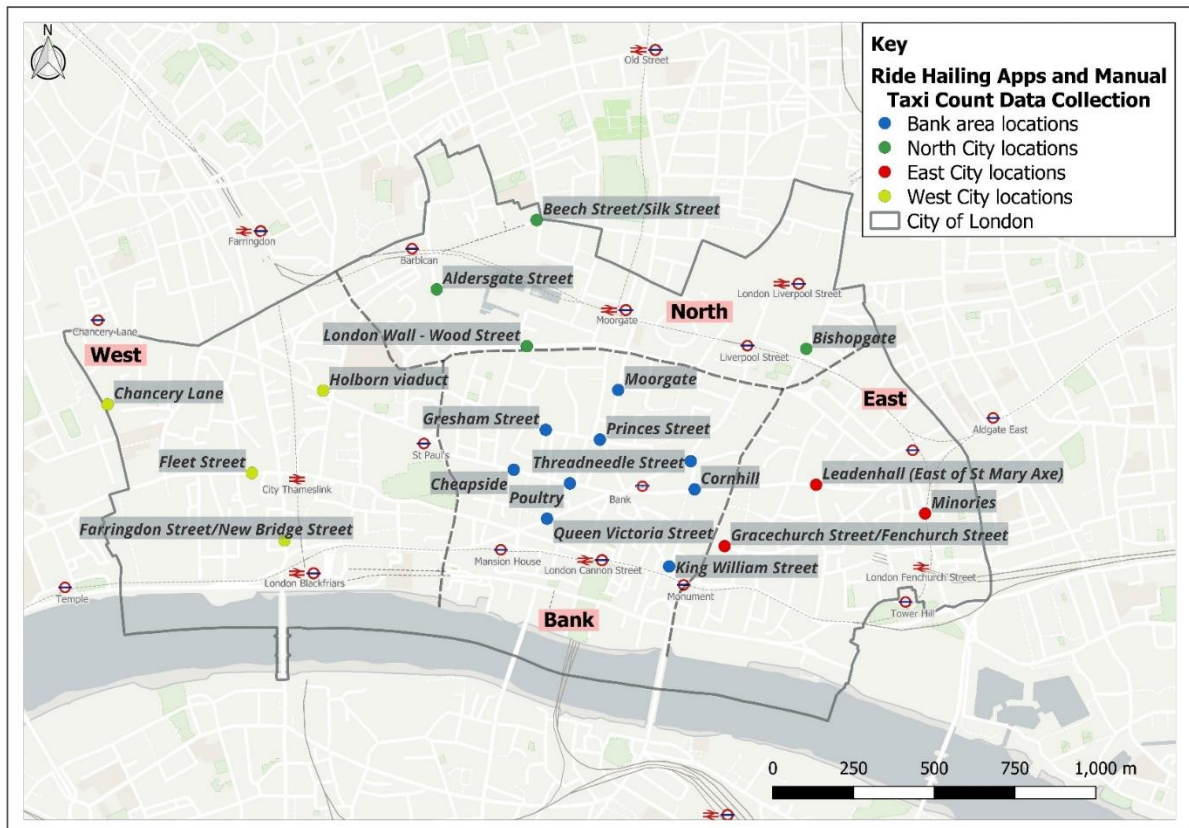 N
Key
Ride Hailing Apps and Manual
Taxi Count Data Collection
Bank area locations
North City locations
East City locations
West City locations
City of London
Old Street
Beech Street/Silk Street
Farringdon
Barbican
Aldersgate Street
London Liverpool Street
Moorgate
North
Chancery-Lane
London Wall - Wood Street
Liverpool Street
Bishopgate
West
Holborn viaduct
Moorgate
Chancery Lane
East
Gresham Street
Princes Street
Aldgate East
St Paul's
Fleet Street
Threadneedle Street
City Thameslink
Cheapside
Poultry
Bank
Cornhill
Leadenhall (East of St Mary Axe)
Minories
Farringdon Street/New Bridge Street
Queen Victoria Street
Gracechurch Street/Fenchurch Street
Mansion House
London Cannon Street
King William Street
London Fenchurch Street
London Blackfriars
Temple
Monument
Tower Hill
Bank
0 250 500 750 1,000 m